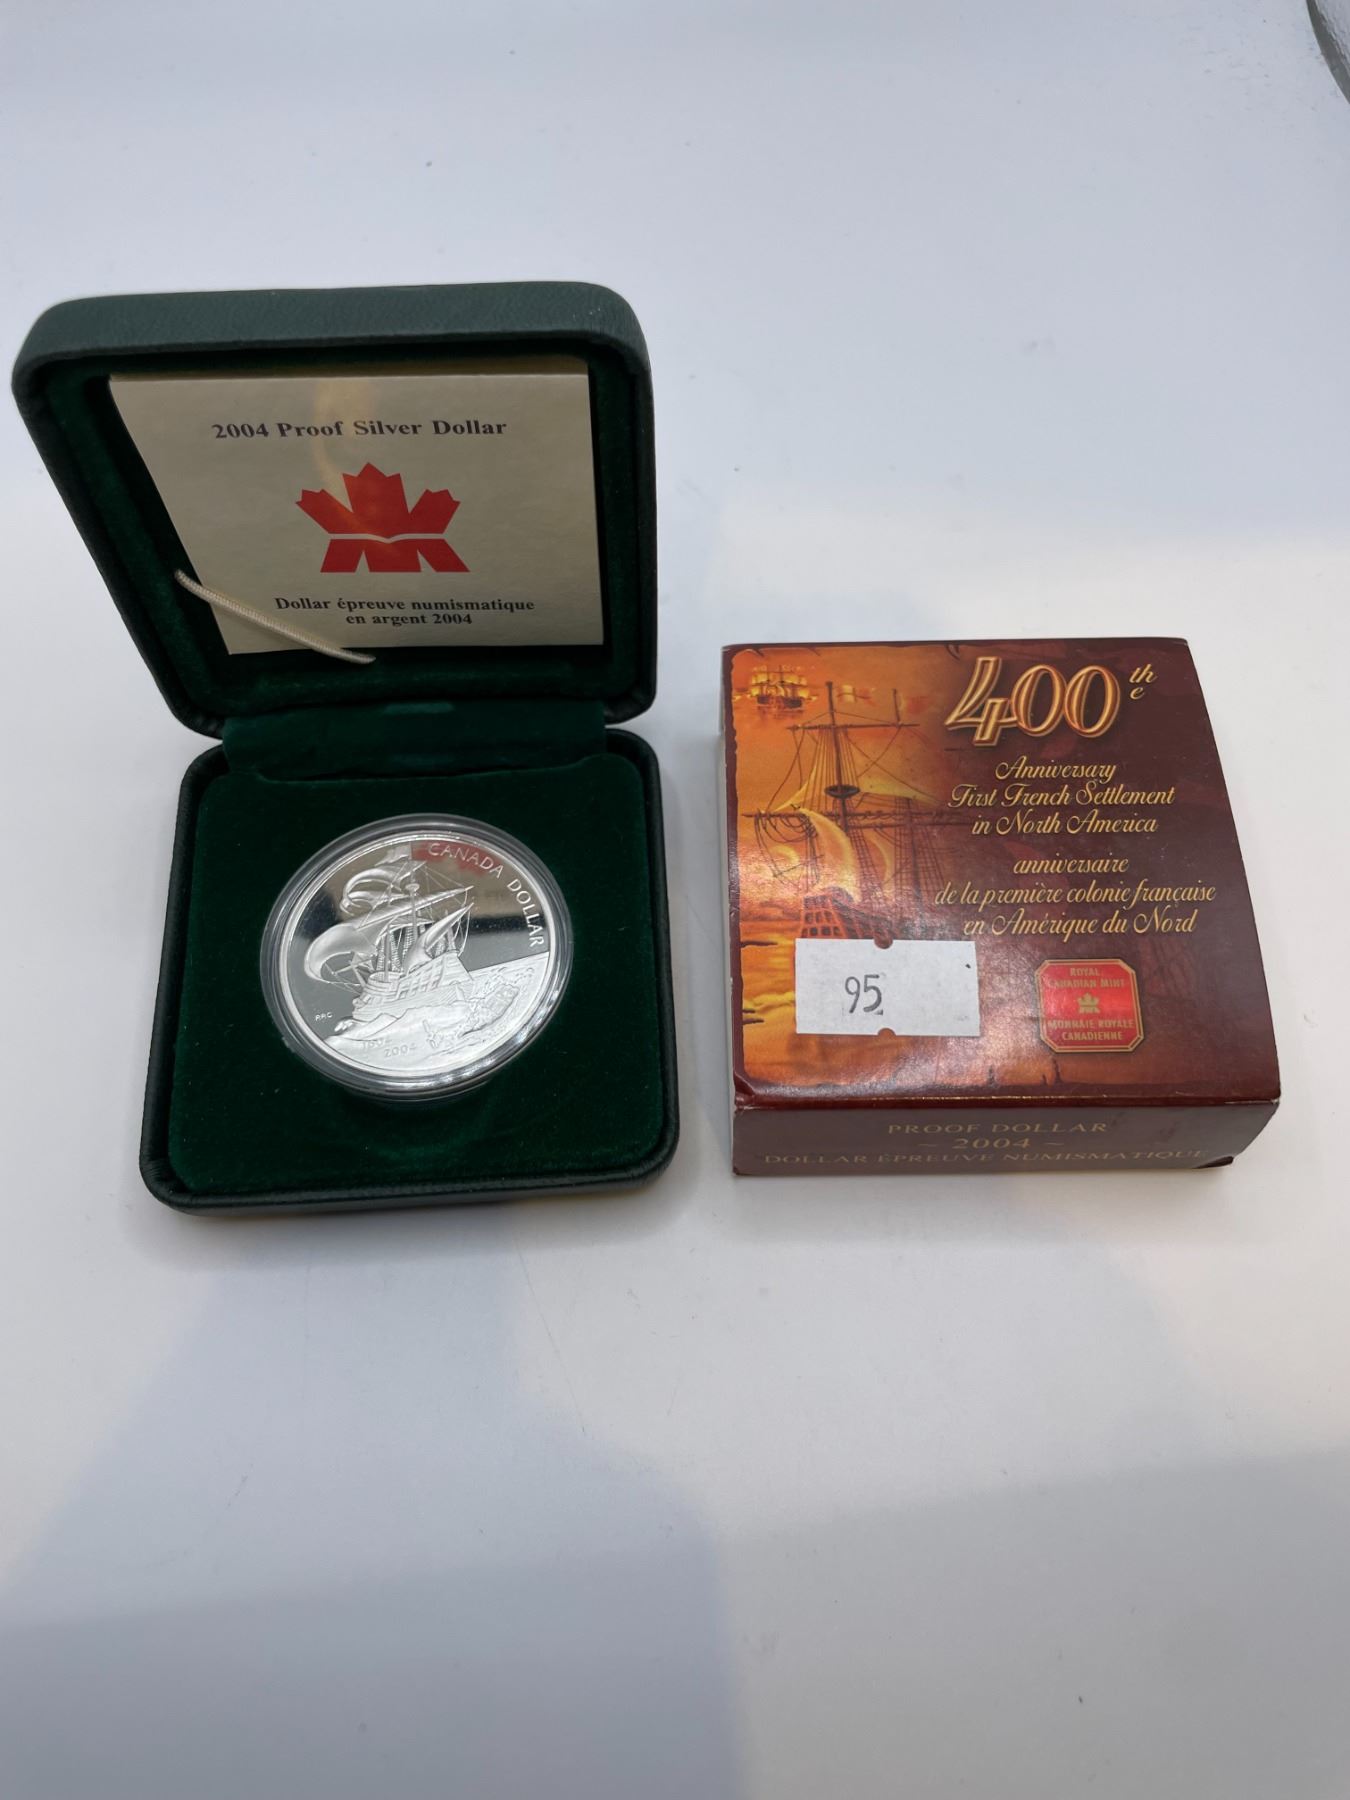 2004 Proof Silver Dollar
Dollar épreuve numismatique
en argent 2004
CANADA DOLLAR
RRC
1604
2004
400th
e
Anniversary
First French Settlement
in North America
anniversaire
de la première colonie française
en Amérique du Nord
95
ROYAL
CANADIAN MINT
MONNAIE ROYALE
CANADIENNE
PROOF DOLLAR
~ 2004 ~
DOLLAR ÉPREUVE NUMISMATIQUE